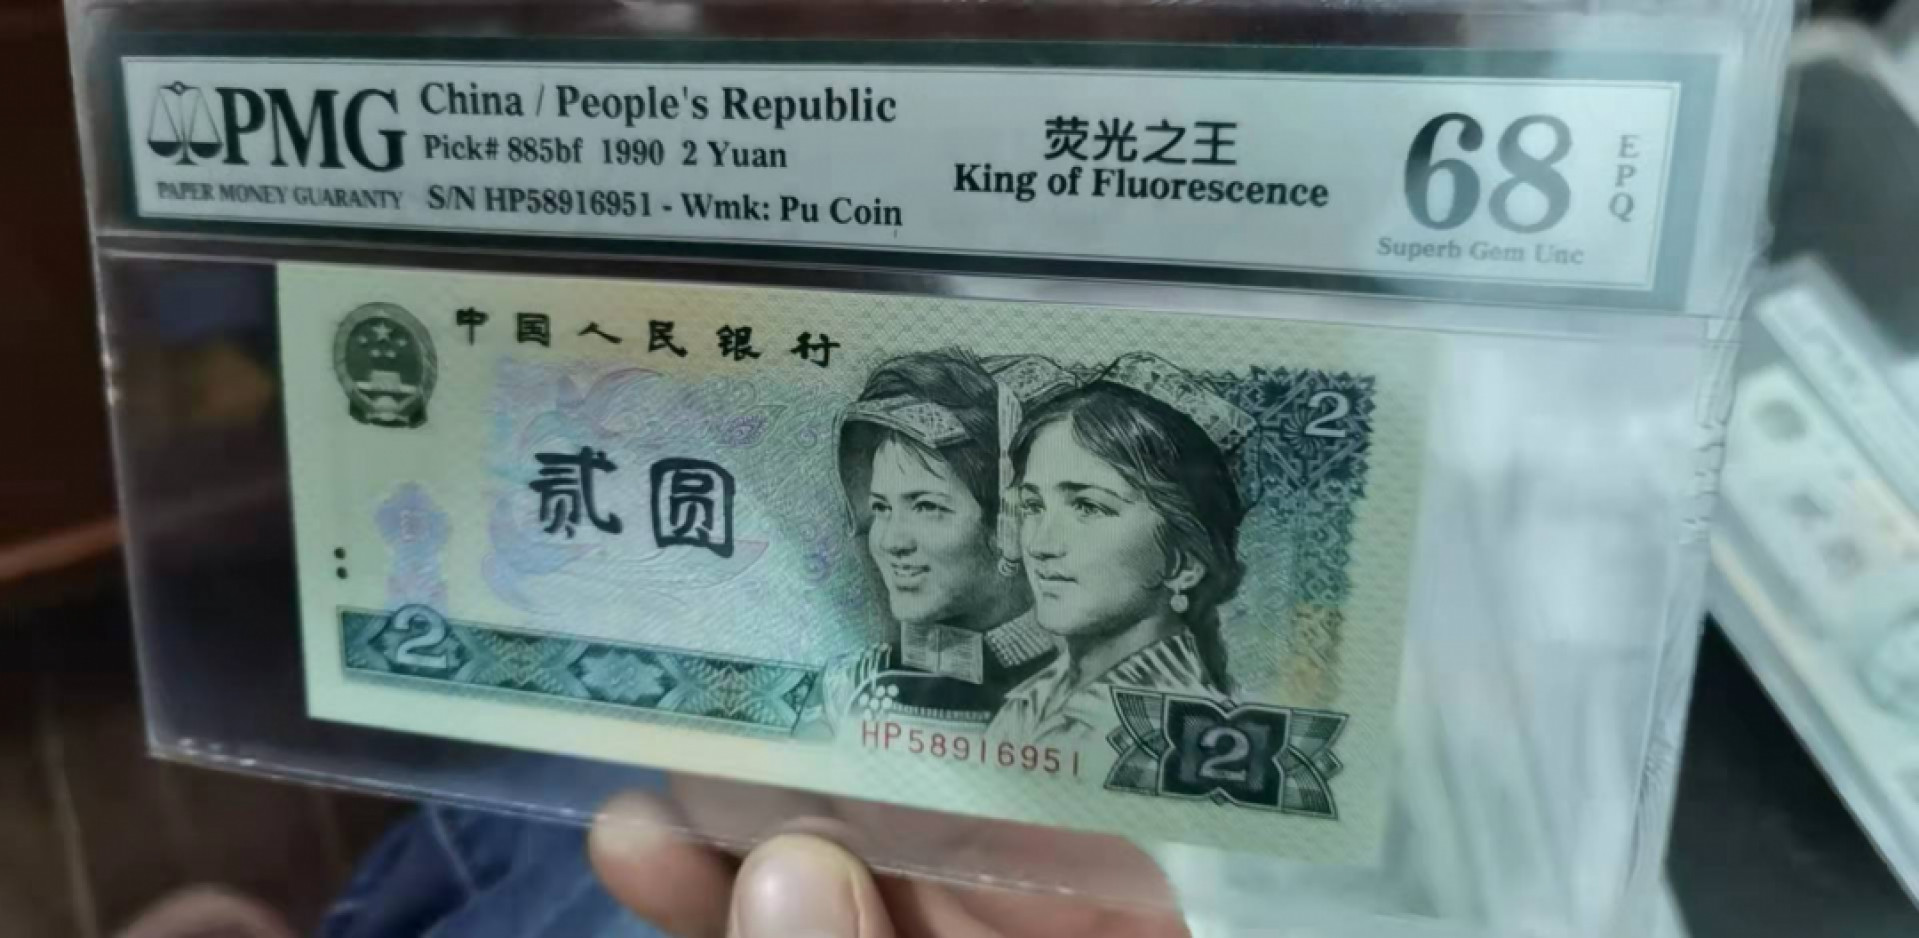 PMG
PAPER MONEY GUARANTY
China / People's Republic
Pick# 885bf 1990 2 Yuan
S/N HP58916951 - Wmk: Pu Coin
荧光之王
King of Fluorescence
68
EPQ
Superb Gem Unc
中国人民银行
2
贰圆
2
HP58916951
2